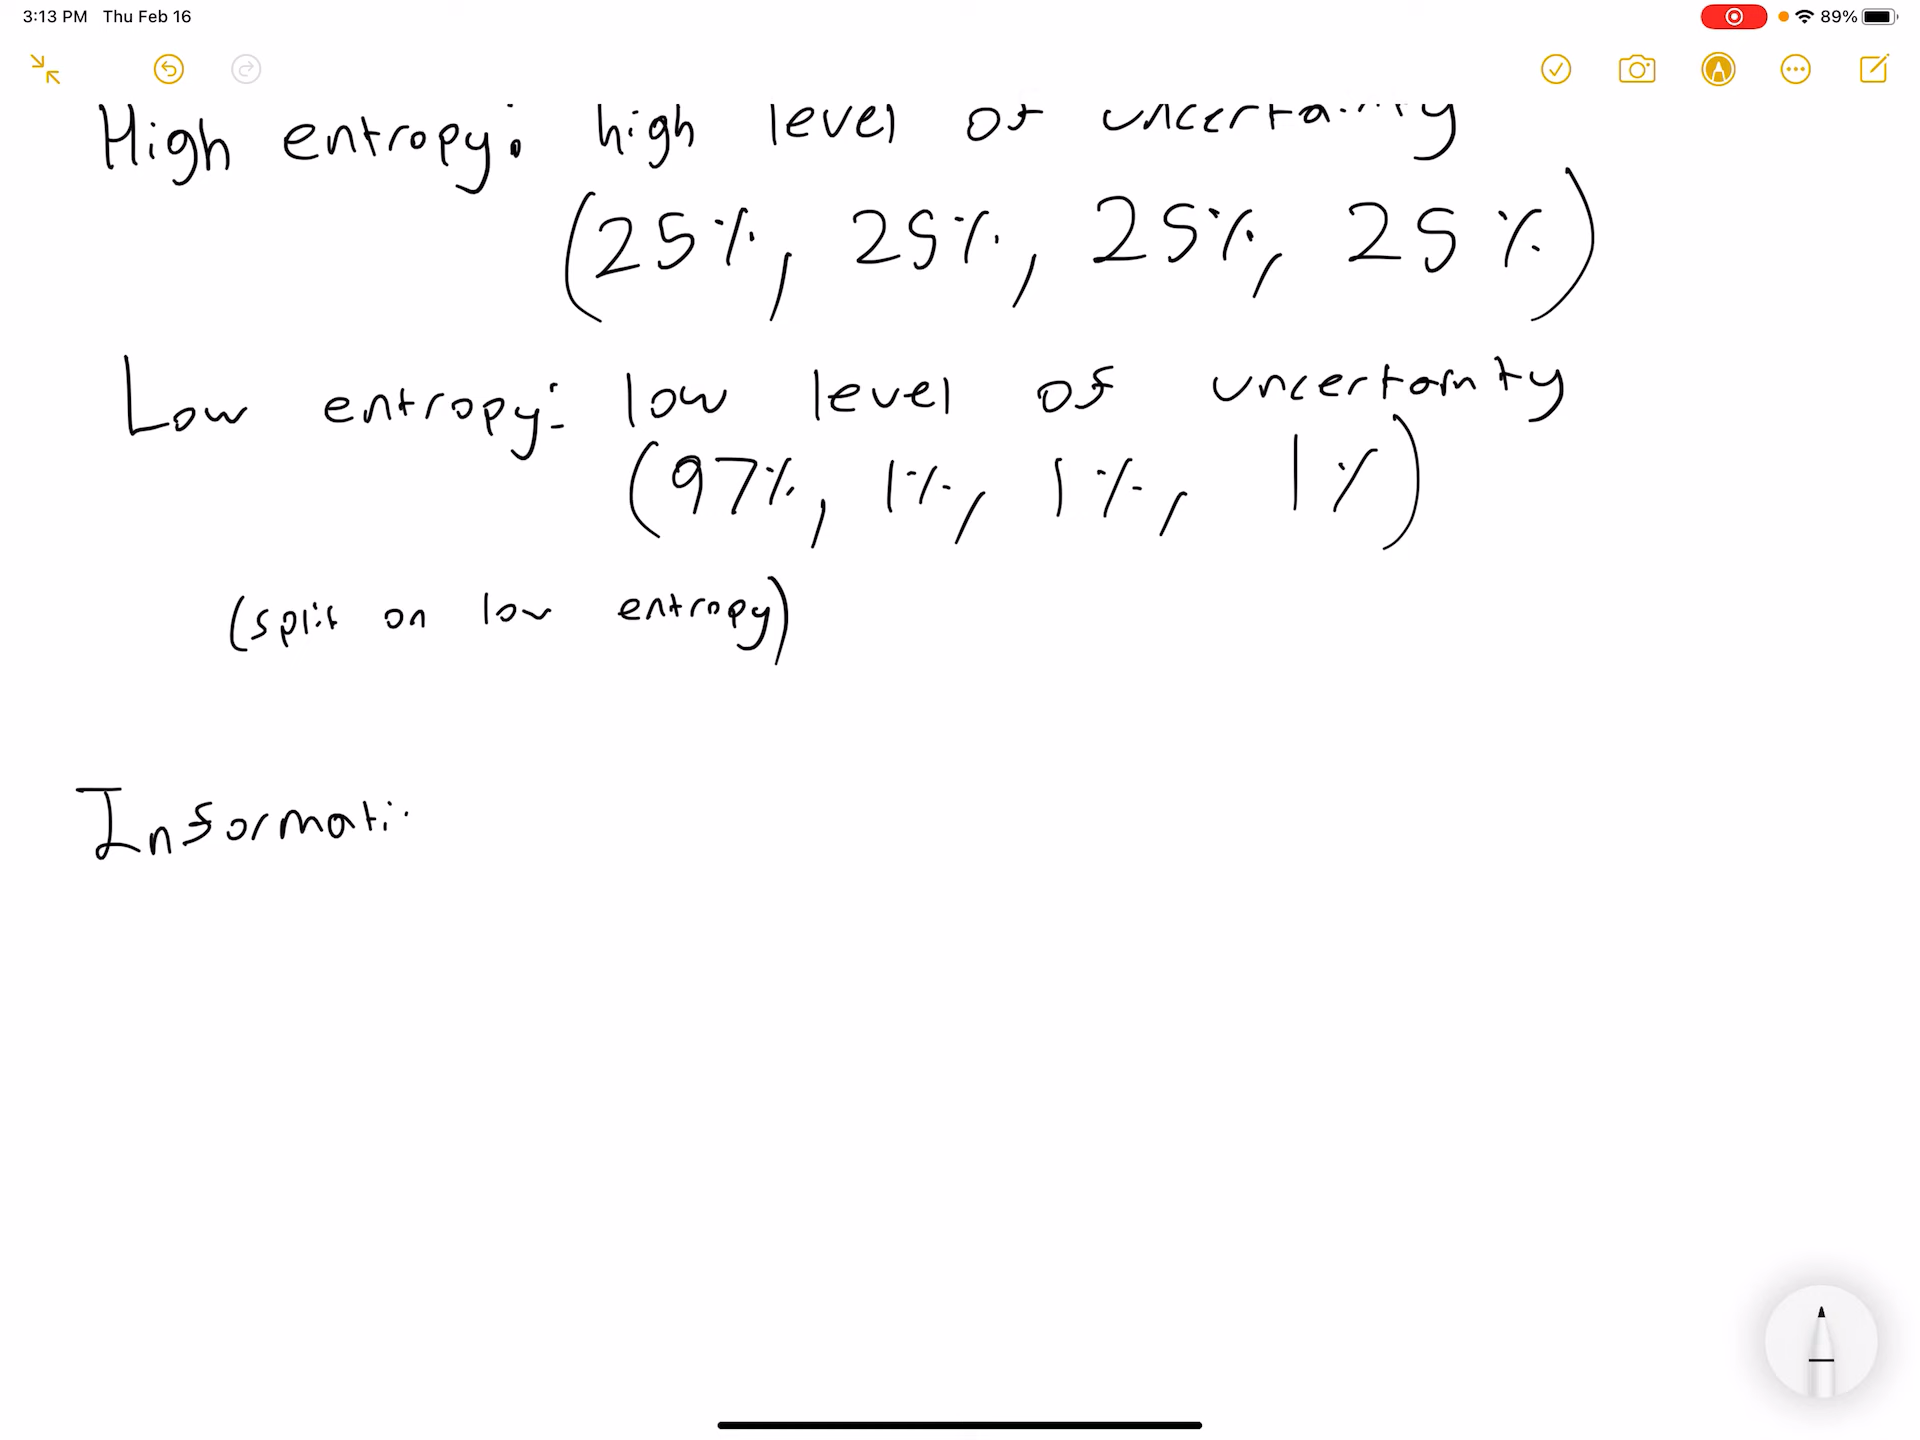 3:13 PM Thu Feb 16
89%
High entropy: high level of uncertainty
(25%, 25%, 25%, 25%)
Low entropy: low level of uncertainty
(97%, 1%, 1%, 1%)
(split on low entropy)
Informati